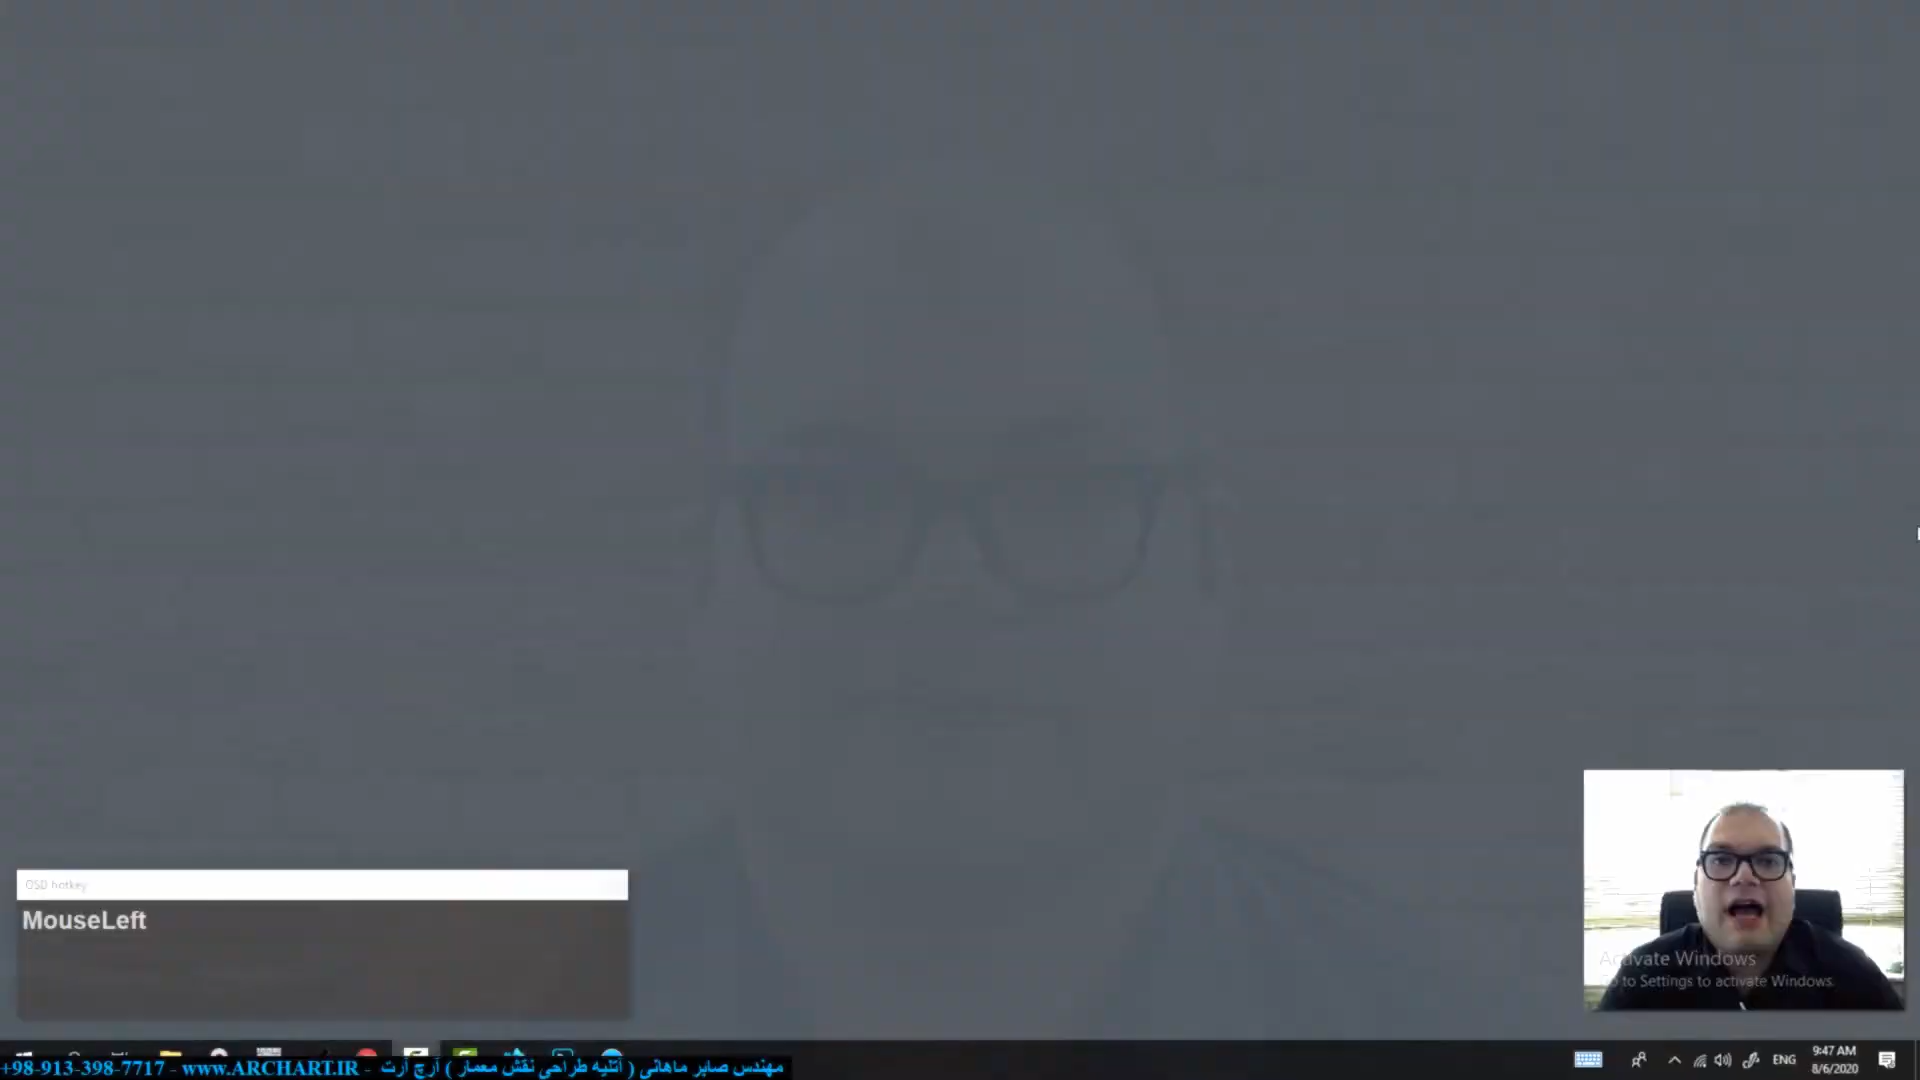 OSD hotkey
MouseLeft
Activate Windows
Go to Settings to activate Windows.
ENG
9:47 AM
8/6/2020
+98-913-398-7717 - www.ARCHART.IR - مهندس صابر ماهانی ( آتلیه طراحی نقش معمار ) آرچ آرت